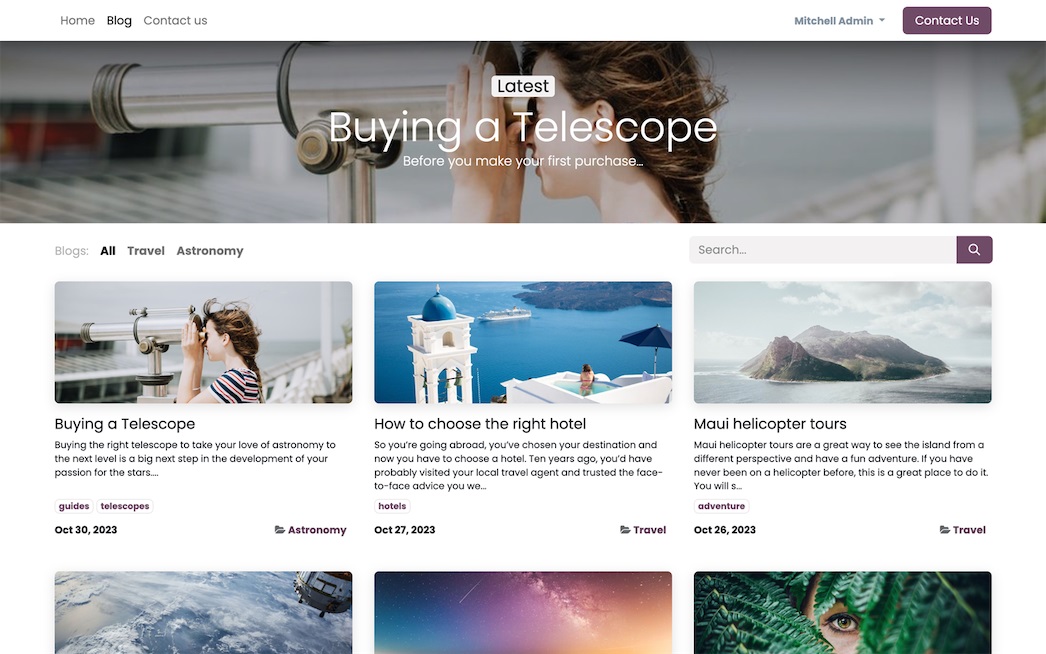 Home Blog Contact us Mitchell Admin Contact Us
Latest
Buying a Telescope
Before you make your first purchase…
Blogs: All Travel Astronomy Search...
Buying a Telescope
Buying the right telescope to take your love of astronomy to
the next level is a big next step in the development of your
passion for the stars....
guides telescopes
Oct 30, 2023 Astronomy
How to choose the right hotel
So you’re going abroad, you’ve chosen your destination and
now you have to choose a hotel. Ten years ago, you’d have
probably visited your local travel agent and trusted the face-
to-face advice you we...
hotels
Oct 27, 2023 Travel
Maui helicopter tours
Maui helicopter tours are a great way to see the island from a
different perspective and have a fun adventure. If you have
never been on a helicopter before, this is a great place to do it.
You will s...
adventure
Oct 26, 2023 Travel